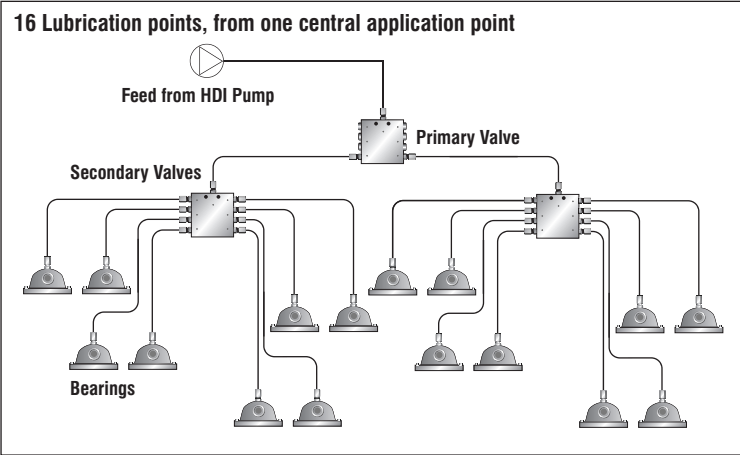 16 Lubrication points, from one central application point
Feed from HDI Pump
Primary Valve
Secondary Valves
Bearings